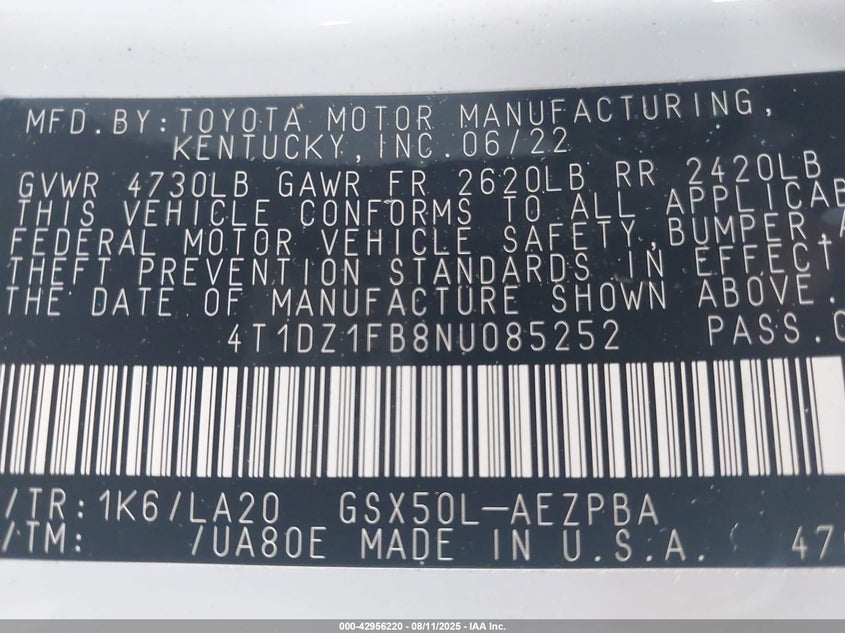 MFD.BY:TOYOTA MOTOR MANUFACTURING,
KENTUCKY,INC.06/22
GVWR 4730LB GAWR FR 2620LB RR 2420LB
THIS VEHICLE CONFORMS TO ALL APPLICAB
FEDERAL MOTOR VEHICLE SAFETY,BUMPER,A
THEFT PREVENTION STANDARDS IN EFFECT
THE DATE OF MANUFACTURE SHOWN ABOVE.
4T1DZ1FB8NU085252 PASS.C
/TR:1K6/LA20 GSX50L-AEZPBA
/TM: /UA80E MADE IN U.S.A.
000-42956220 - 08/11/2025 - IAA Inc.